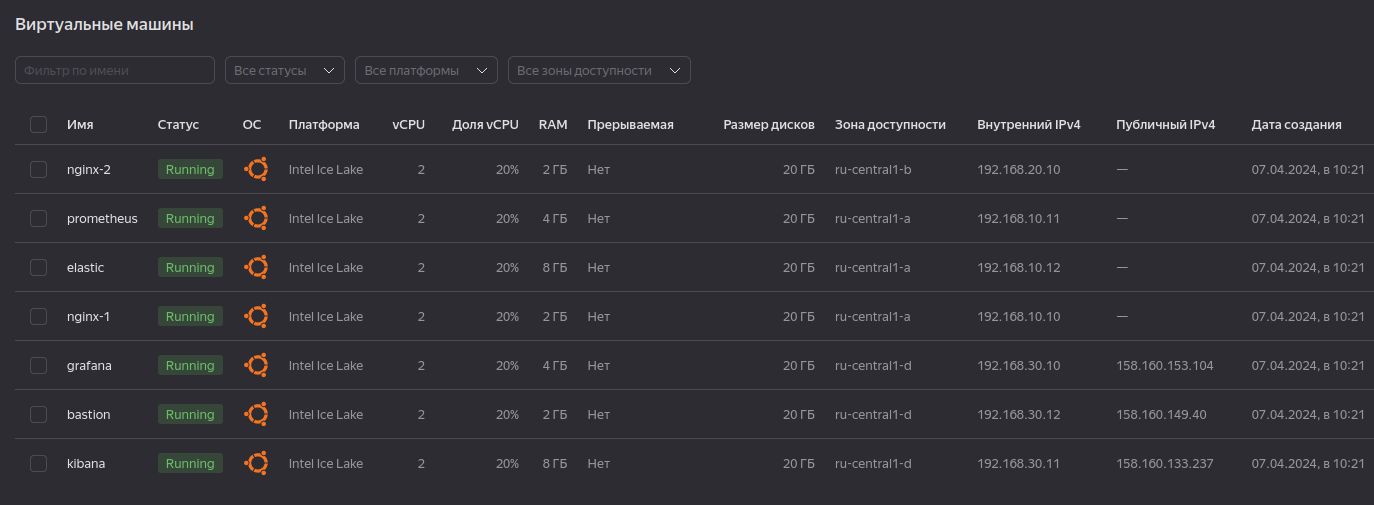 Виртуальные машины
Фильтр по имени Все статусы Все платформы Все зоны доступности
Имя Статус ОС Платформа vCPU Доля vCPU RAM Прерываемая Размер дисков Зона доступности Внутренний IPv4 Публичный IPv4 Дата создания
nginx-2 Running Intel Ice Lake 2 20% 2 ГБ Нет 20 ГБ ru-central1-b 192.168.20.10 — 07.04.2024, в 10:21
prometheus Running Intel Ice Lake 2 20% 4 ГБ Нет 20 ГБ ru-central1-a 192.168.10.11 — 07.04.2024, в 10:21
elastic Running Intel Ice Lake 2 20% 8 ГБ Нет 20 ГБ ru-central1-a 192.168.10.12 — 07.04.2024, в 10:21
nginx-1 Running Intel Ice Lake 2 20% 2 ГБ Нет 20 ГБ ru-central1-a 192.168.10.10 — 07.04.2024, в 10:21
grafana Running Intel Ice Lake 2 20% 4 ГБ Нет 20 ГБ ru-central1-d 192.168.30.10 158.160.153.104 07.04.2024, в 10:21
bastion Running Intel Ice Lake 2 20% 2 ГБ Нет 20 ГБ ru-central1-d 192.168.30.12 158.160.149.40 07.04.2024, в 10:21
kibana Running Intel Ice Lake 2 20% 8 ГБ Нет 20 ГБ ru-central1-d 192.168.30.11 158.160.133.237 07.04.2024, в 10:21